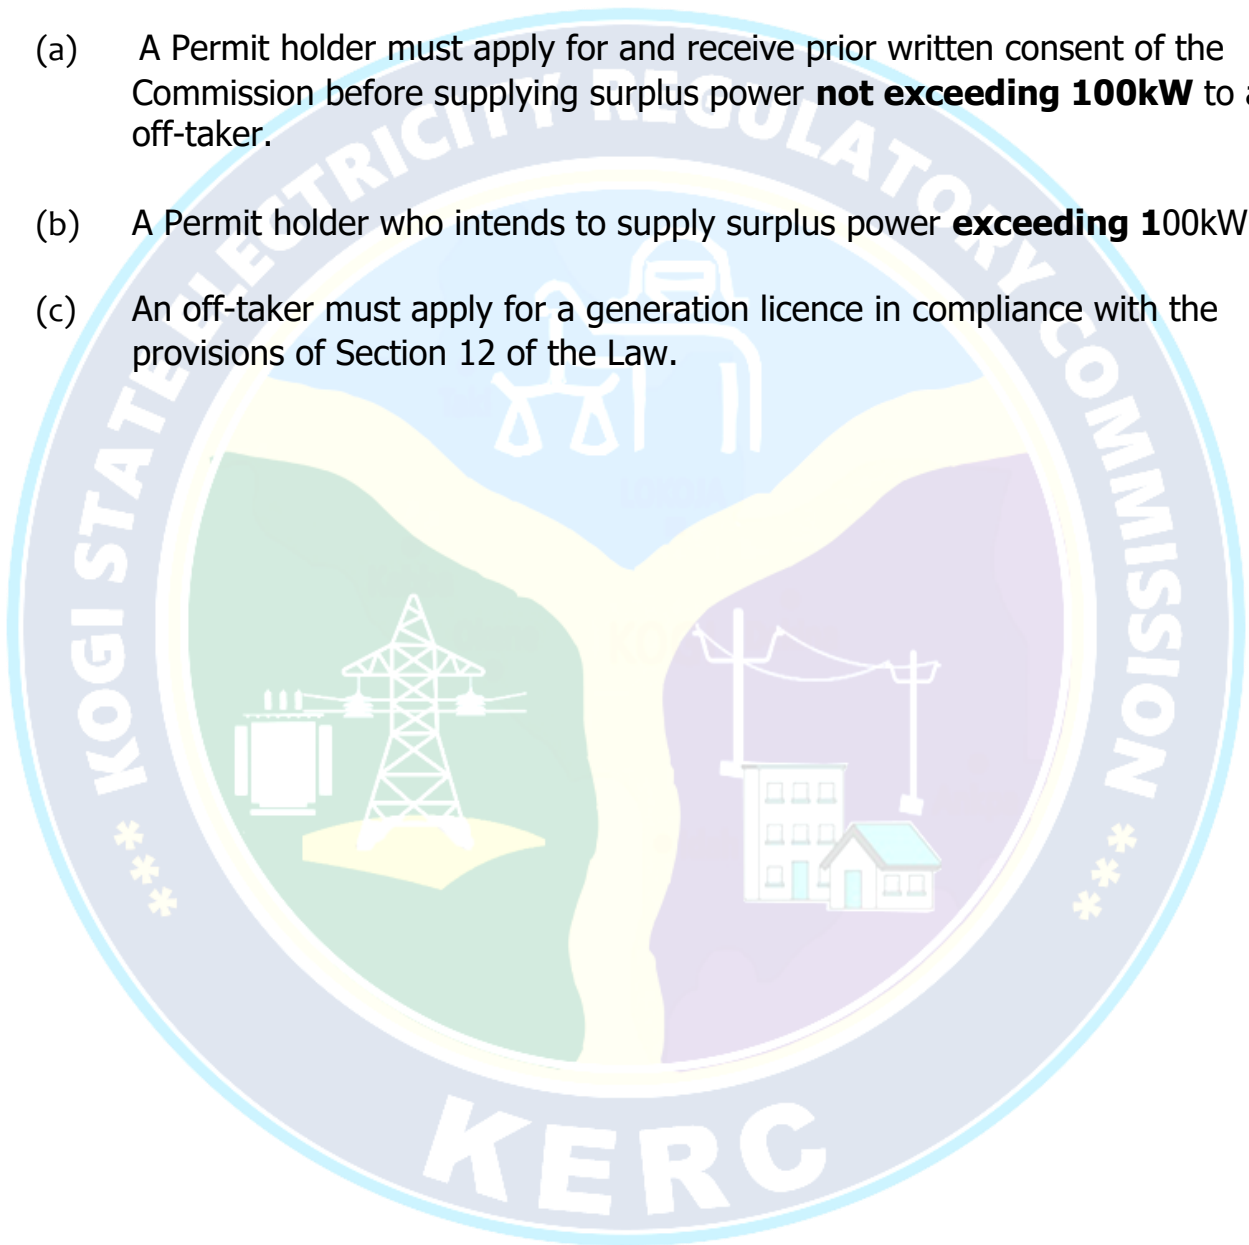 (a) A Permit holder must apply for and receive prior written consent of the
Commission before supplying surplus power not exceeding 100kW to a
off-taker.
(b) A Permit holder who intends to supply surplus power exceeding 100kW
(c) An off-taker must apply for a generation licence in compliance with the
provisions of Section 12 of the Law.
KOGI STATE ELECTRICITY REGULATORY COMMISSION
LOKOJA
KERC